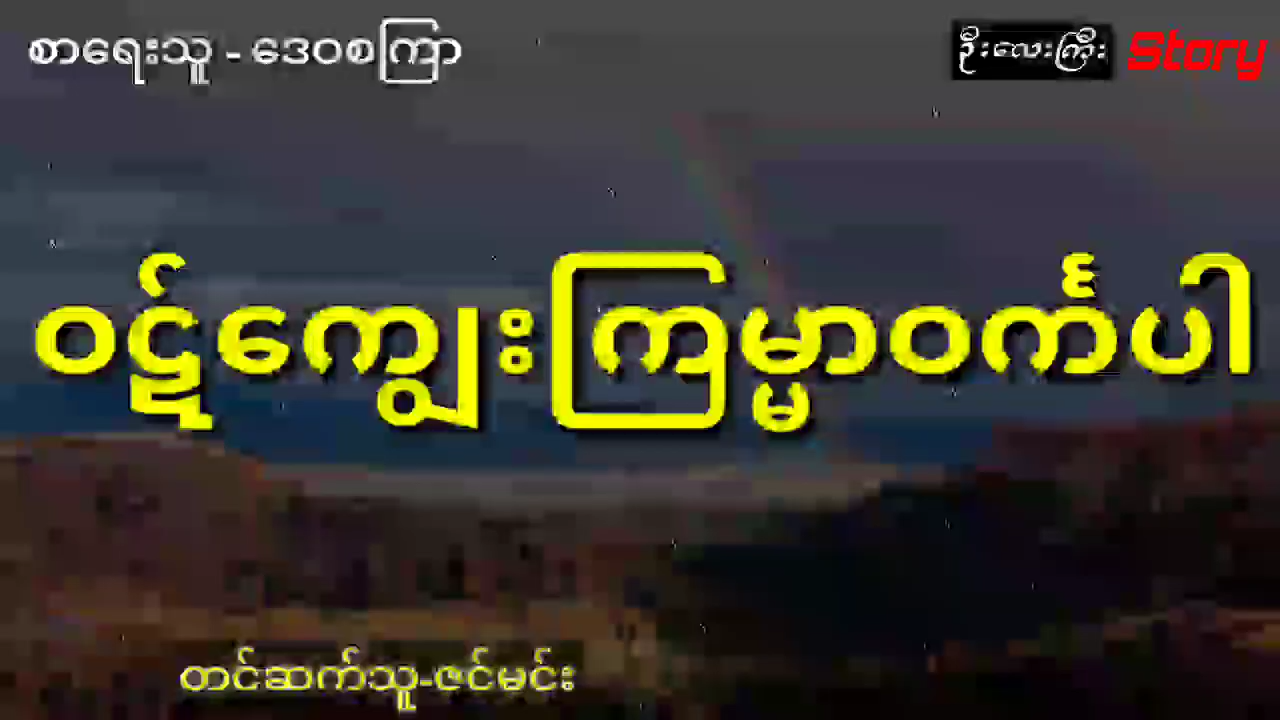 စာရေးသူ - ဒေဝစကြာ
ဦးလေးကြီး Story
ဝဋ်ကျွေးကြမ္မာဝင်္ကပါ
တင်ဆက်သူ-ဇင်မင်း